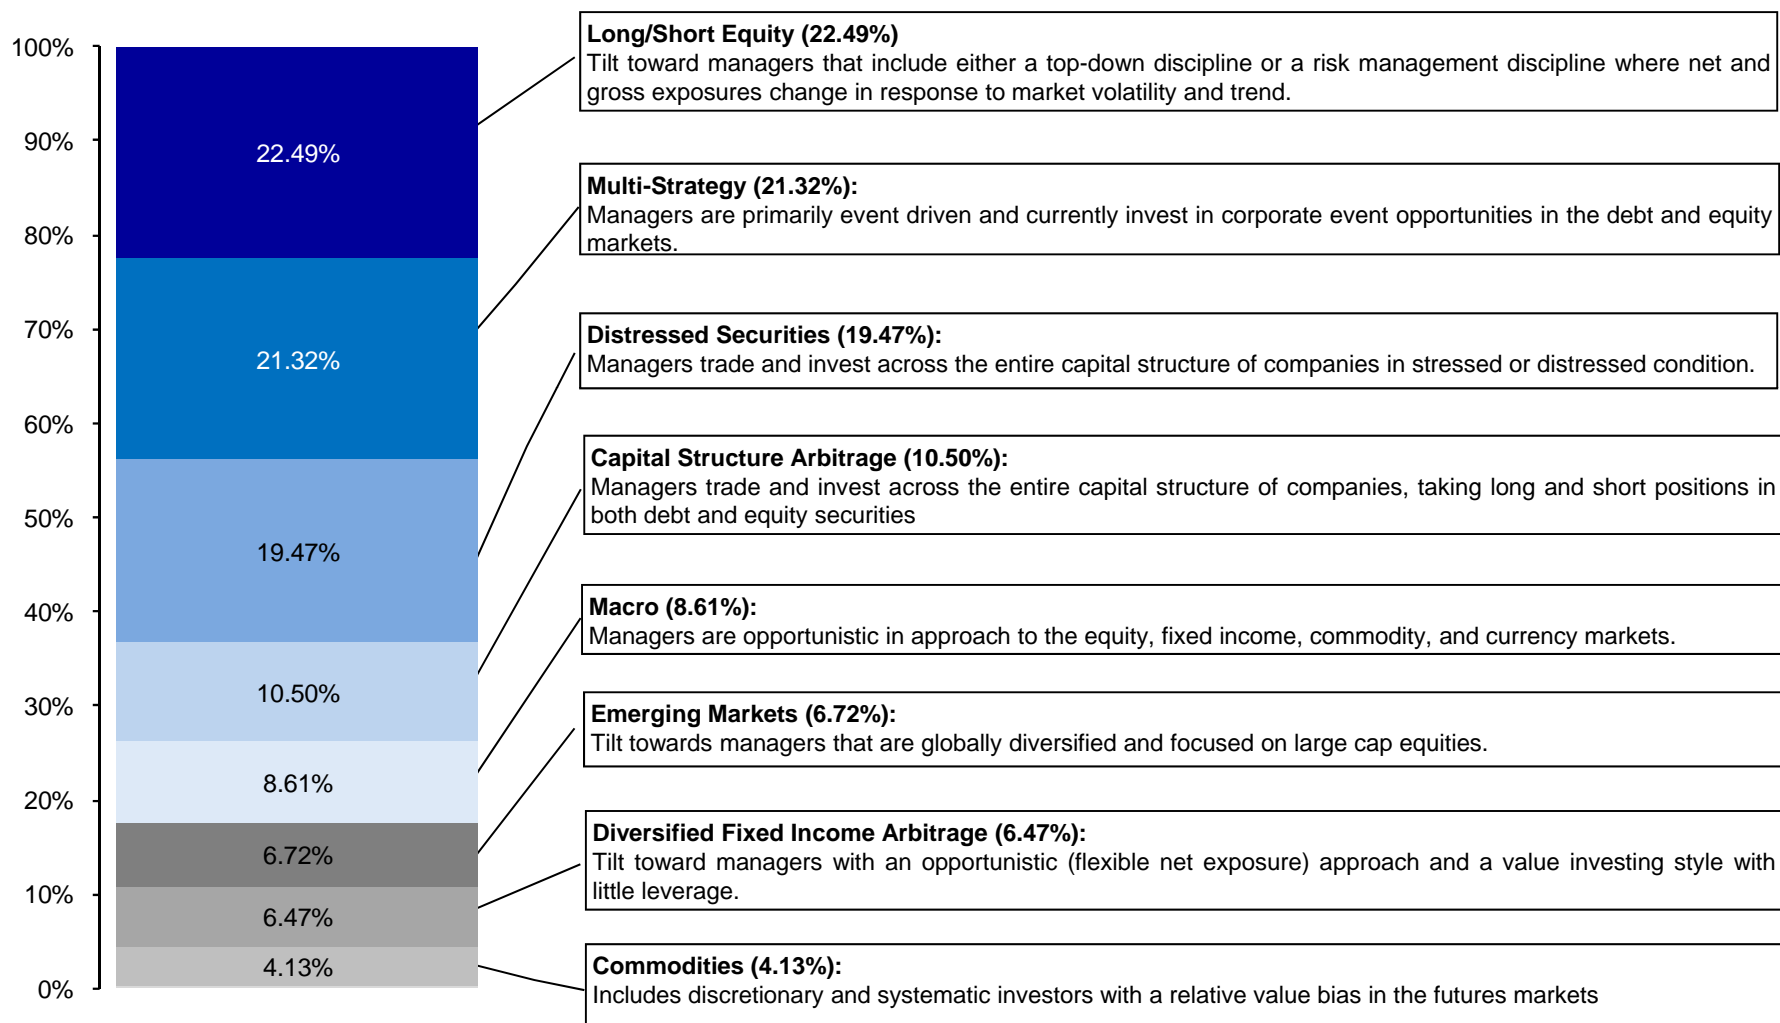 100%
90%
80%
70%
60%
50%
40%
30%
20%
10%
0%
22.49%
21.32%
19.47%
10.50%
8.61%
6.72%
6.47%
4.13%
Long/Short Equity (22.49%)
Tilt toward managers that include either a top-down discipline or a risk management discipline where net and
gross exposures change in response to market volatility and trend.
Multi-Strategy (21.32%):
Managers are primarily event driven and currently invest in corporate event opportunities in the debt and equity
markets.
Distressed Securities (19.47%):
Managers trade and invest across the entire capital structure of companies in stressed or distressed condition.
Capital Structure Arbitrage (10.50%):
Managers trade and invest across the entire capital structure of companies, taking long and short positions in
both debt and equity securities
Macro (8.61%):
Managers are opportunistic in approach to the equity, fixed income, commodity, and currency markets.
Emerging Markets (6.72%):
Tilt towards managers that are globally diversified and focused on large cap equities.
Diversified Fixed Income Arbitrage (6.47%):
Tilt toward managers with an opportunistic (flexible net exposure) approach and a value investing style with
little leverage.
Commodities (4.13%):
Includes discretionary and systematic investors with a relative value bias in the futures markets